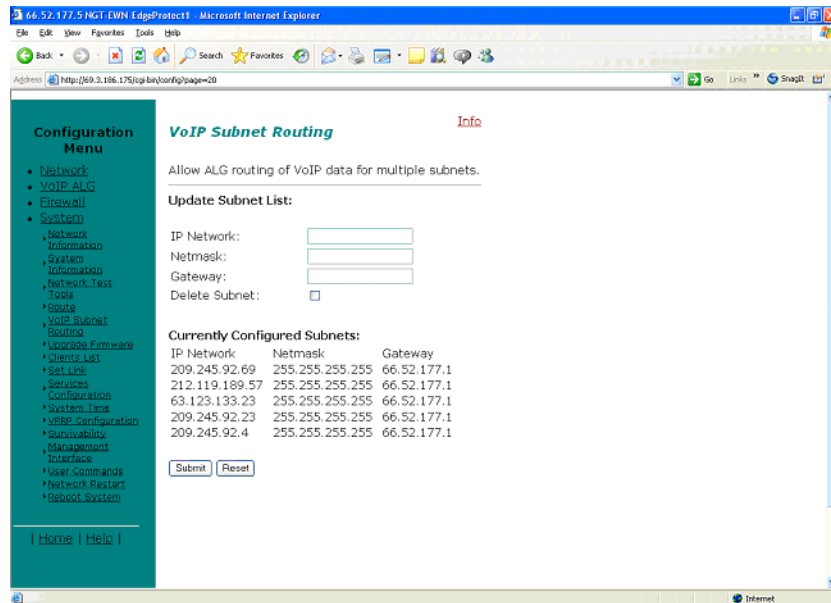 66.52.177.5 NGT-EWN-EdgeProtect1 - Microsoft Internet Explorer
File Edit View Favorites Tools Help
Back Search Favorites
Address http://69.3.186.175/cgi-bin/config?page=20 Go Links » SnagIt
Configuration
Menu
Network
VoIP ALG
Firewall
System
Network
Information
System
Information
Network Test
Tools
Route
VoIP Subnet
Routing
Upgrade Firmware
Clients List
Set Link
Services
Configuration
System Time
VRRP Configuration
Survivability
Management
Interface
User Commands
Network Restart
Reboot System
| Home | Help |
Info
VoIP Subnet Routing
Allow ALG routing of VoIP data for multiple subnets.
Update Subnet List:
IP Network:
Netmask:
Gateway:
Delete Subnet:
Currently Configured Subnets:
IP Network Netmask Gateway
209.245.92.69 255.255.255.255 66.52.177.1
212.119.189.57 255.255.255.255 66.52.177.1
63.123.133.23 255.255.255.255 66.52.177.1
209.245.92.23 255.255.255.255 66.52.177.1
209.245.92.4 255.255.255.255 66.52.177.1
Submit Reset
Internet